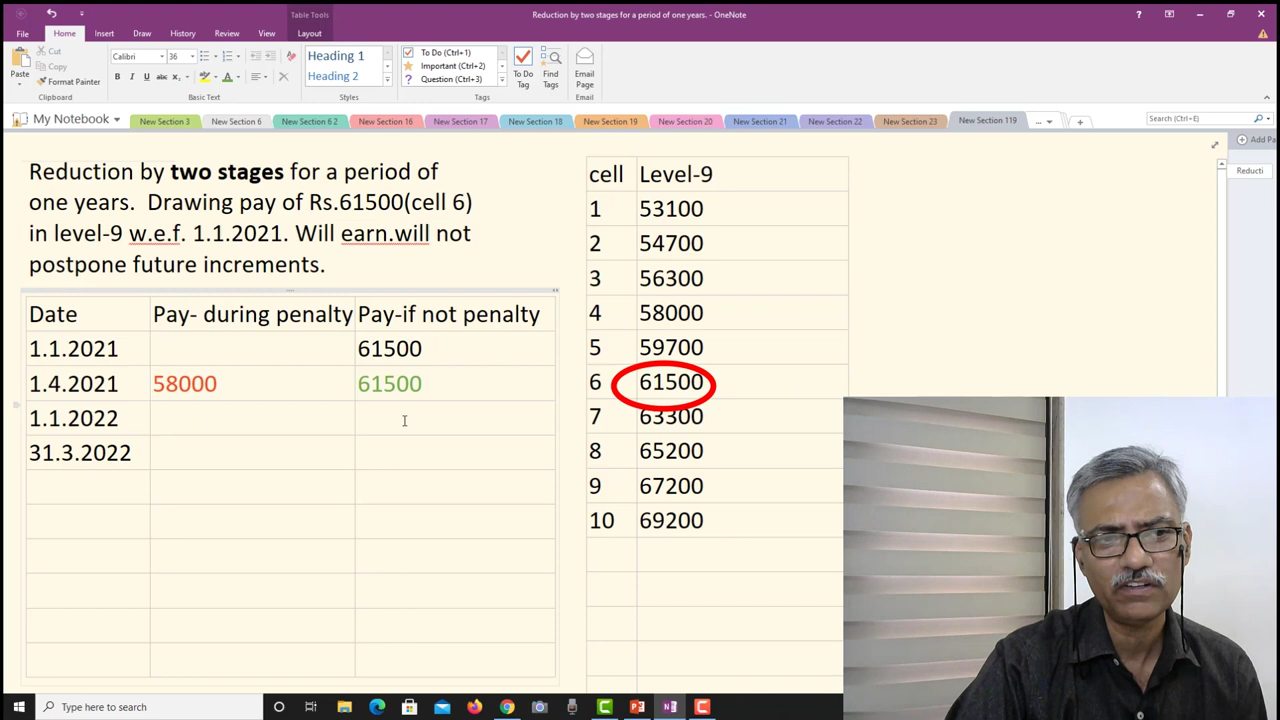 Table Tools
Reduction by two stages for a period of one years. - OneNote
File Home Insert Draw History Review View Layout
Paste
Cut
Copy
Format Painter
Clipboard
Calibri 36
B I U abc x A
Basic Text
Heading 1
Heading 2
Styles
To Do (Ctrl+1)
Important (Ctrl+2)
Question (Ctrl+3)
Tags
To Do Tag
Find Tags
Email Page
Email
My Notebook
New Section 3 New Section 6 New Section 6 2 New Section 16 New Section 17 New Section 18 New Section 19 New Section 20 New Section 21 New Section 22 New Section 23 New Section 119 ...
Search (Ctrl+E)
Add Pa
Reducti
Reduction by two stages for a period of
one years. Drawing pay of Rs.61500(cell 6)
in level-9 w.e.f. 1.1.2021. Will earn.will not
postpone future increments.
Date Pay- during penalty Pay-if not penalty
1.1.2021 61500
1.4.2021 58000 61500
1.1.2022
31.3.2022
cell Level-9
1 53100
2 54700
3 56300
4 58000
5 59700
6 61500
7 63300
8 65200
9 67200
10 69200
Type here to search